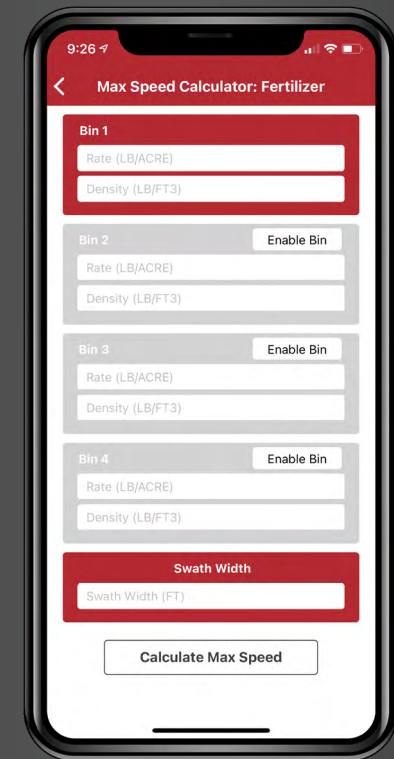 9:26
Max Speed Calculator: Fertilizer
Bin 1
Rate (LB/ACRE)
Density (LB/FT3)
Bin 2 Enable Bin
Rate (LB/ACRE)
Density (LB/FT3)
Bin 3 Enable Bin
Rate (LB/ACRE)
Density (LB/FT3)
Bin 4 Enable Bin
Rate (LB/ACRE)
Density (LB/FT3)
Swath Width
Swath Width (FT)
Calculate Max Speed